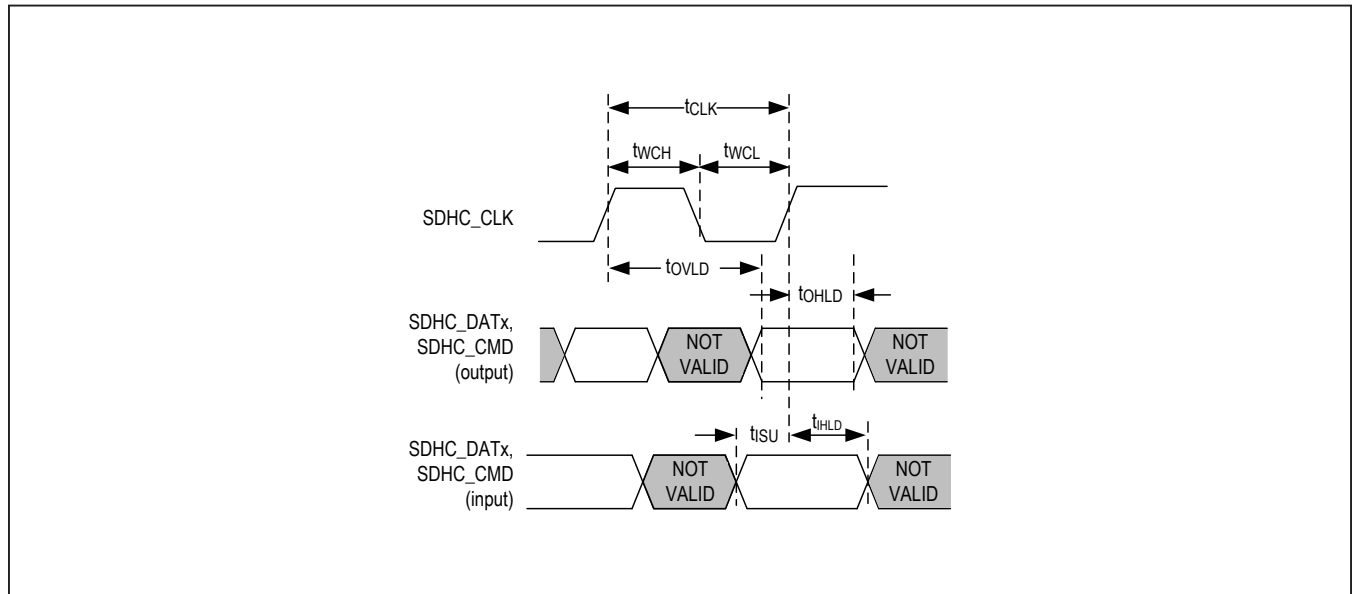 tCLK
tWCH tWCL
SDHC_CLK
tOVLD
tOHLD
SDHC_DATx,
SDHC_CMD
(output)
NOT
VALID
NOT
VALID
tISU tIHLD
SDHC_DATx,
SDHC_CMD
(input)
NOT
VALID
NOT
VALID